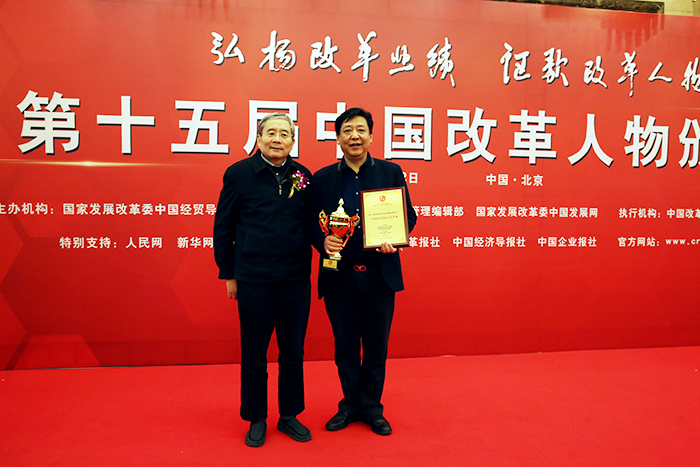 弘扬改革业绩 讴歌改革人物
第十五届中国改革人物颁
2日 中国·北京
主办机构：国家发展改革委中国经贸导 管理编辑部 国家发展改革委中国发展网 执行机构：中国改
特别支持：人民网 新华网 革报社 中国经济导报社 中国企业报社 官方网站：www.cr